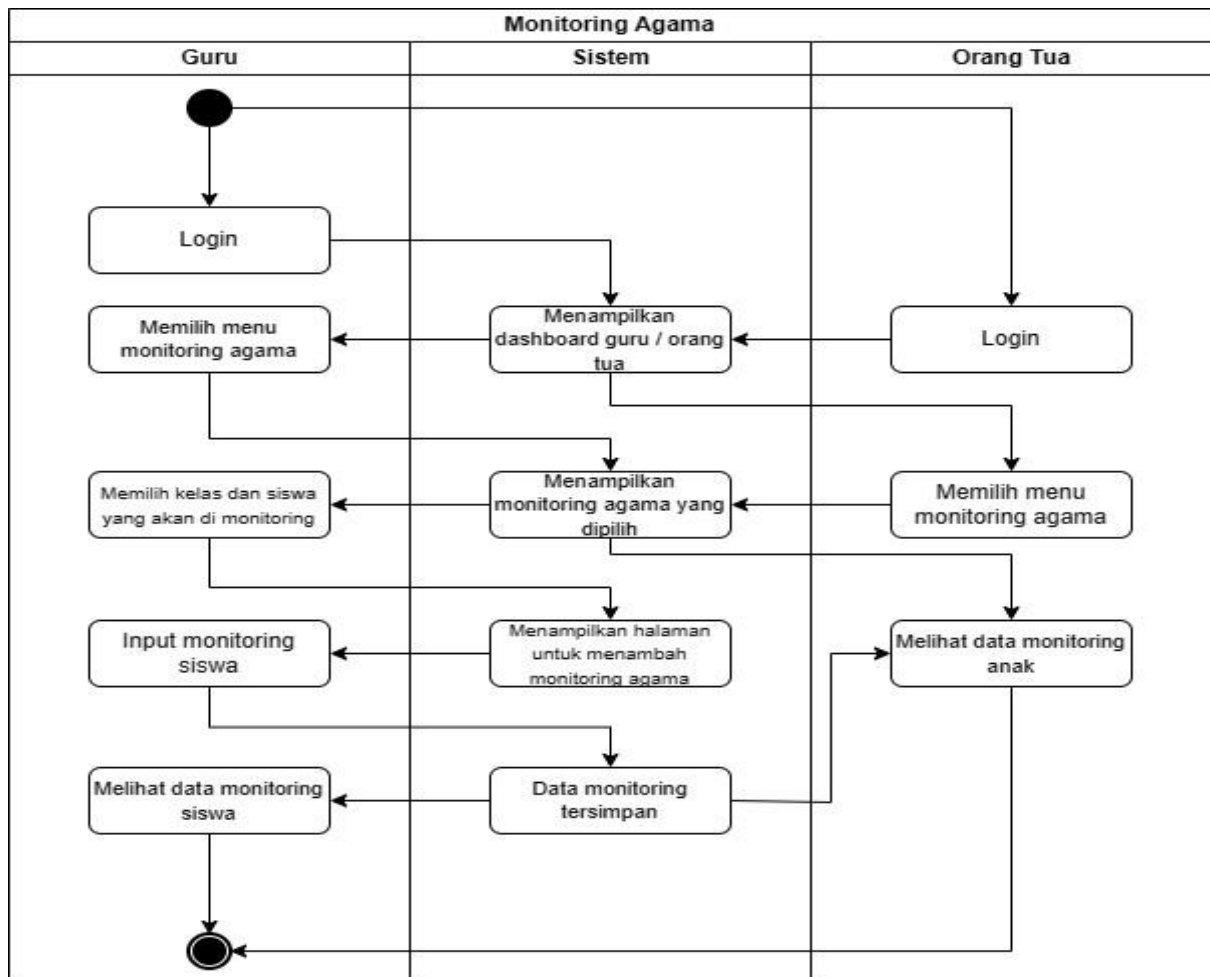 Monitoring Agama
Guru
Sistem
Orang Tua
Login
Memilih menu
monitoring agama
Menampilkan
dashboard guru / orang
tua
Login
Memilih kelas dan siswa
yang akan di monitoring
Menampilkan
monitoring agama yang
dipilih
Memilih menu
monitoring agama
Input monitoring
siswa
Menampilkan halaman
untuk menambah
monitoring agama
Melihat data monitoring
anak
Melihat data monitoring
siswa
Data monitoring
tersimpan